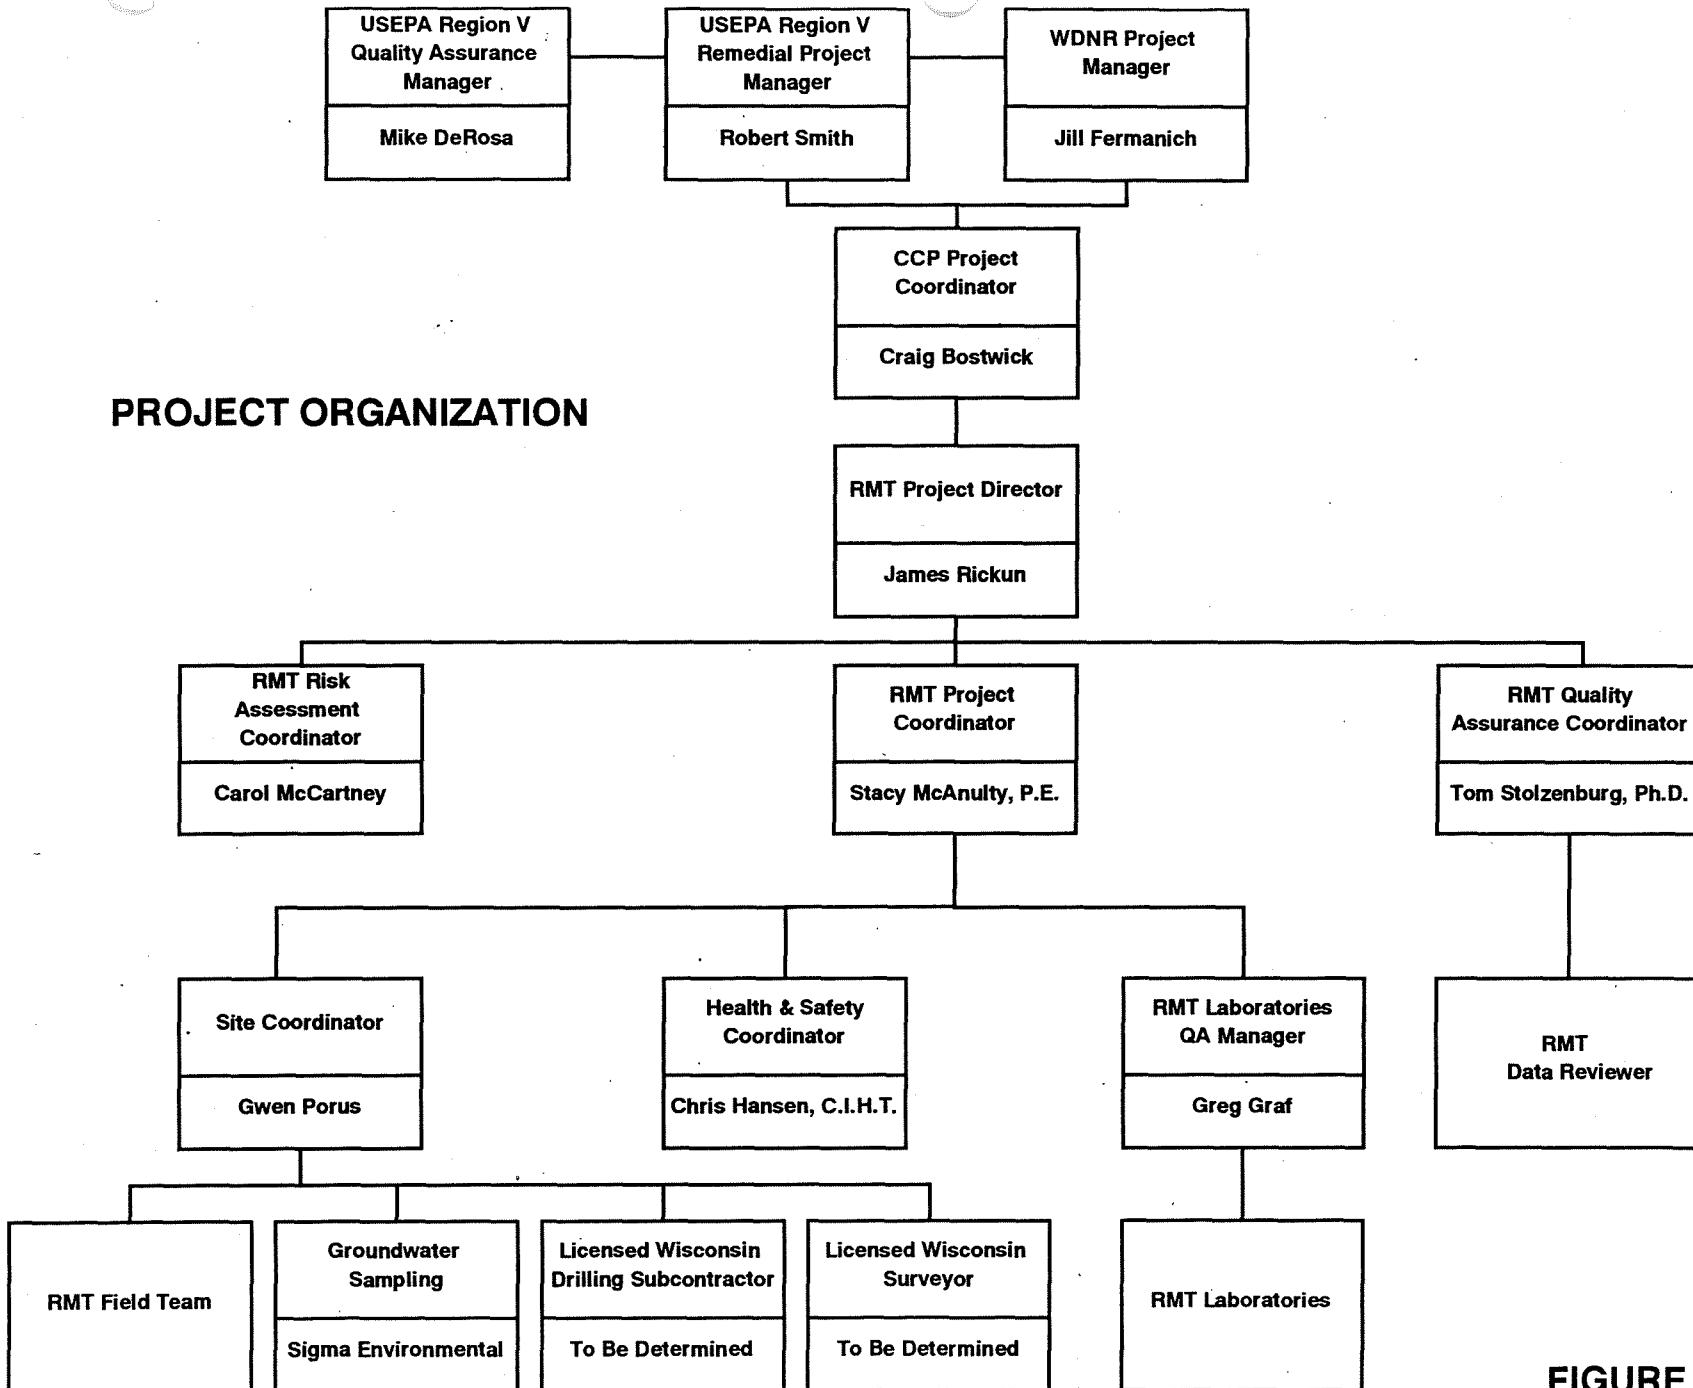 USEPA Region V
Quality Assurance
Manager
Mike DeRosa
USEPA Region V
Remedial Project
Manager
Robert Smith
WDNR Project
Manager
Jill Fermanich
CCP Project
Coordinator
Craig Bostwick
PROJECT ORGANIZATION
RMT Project Director
James Rickun
RMT Risk
Assessment
Coordinator
Carol McCartney
RMT Project
Coordinator
Stacy McAnulty, P.E.
RMT Quality
Assurance Coordinator
Tom Stolzenburg, Ph.D.
Site Coordinator
Gwen Porus
Health & Safety
Coordinator
Chris Hansen, C.I.H.T.
RMT Laboratories
QA Manager
Greg Graf
RMT
Data Reviewer
RMT Field Team
Groundwater
Sampling
Sigma Environmental
Licensed Wisconsin
Drilling Subcontractor
To Be Determined
Licensed Wisconsin
Surveyor
To Be Determined
RMT Laboratories
FIGURE